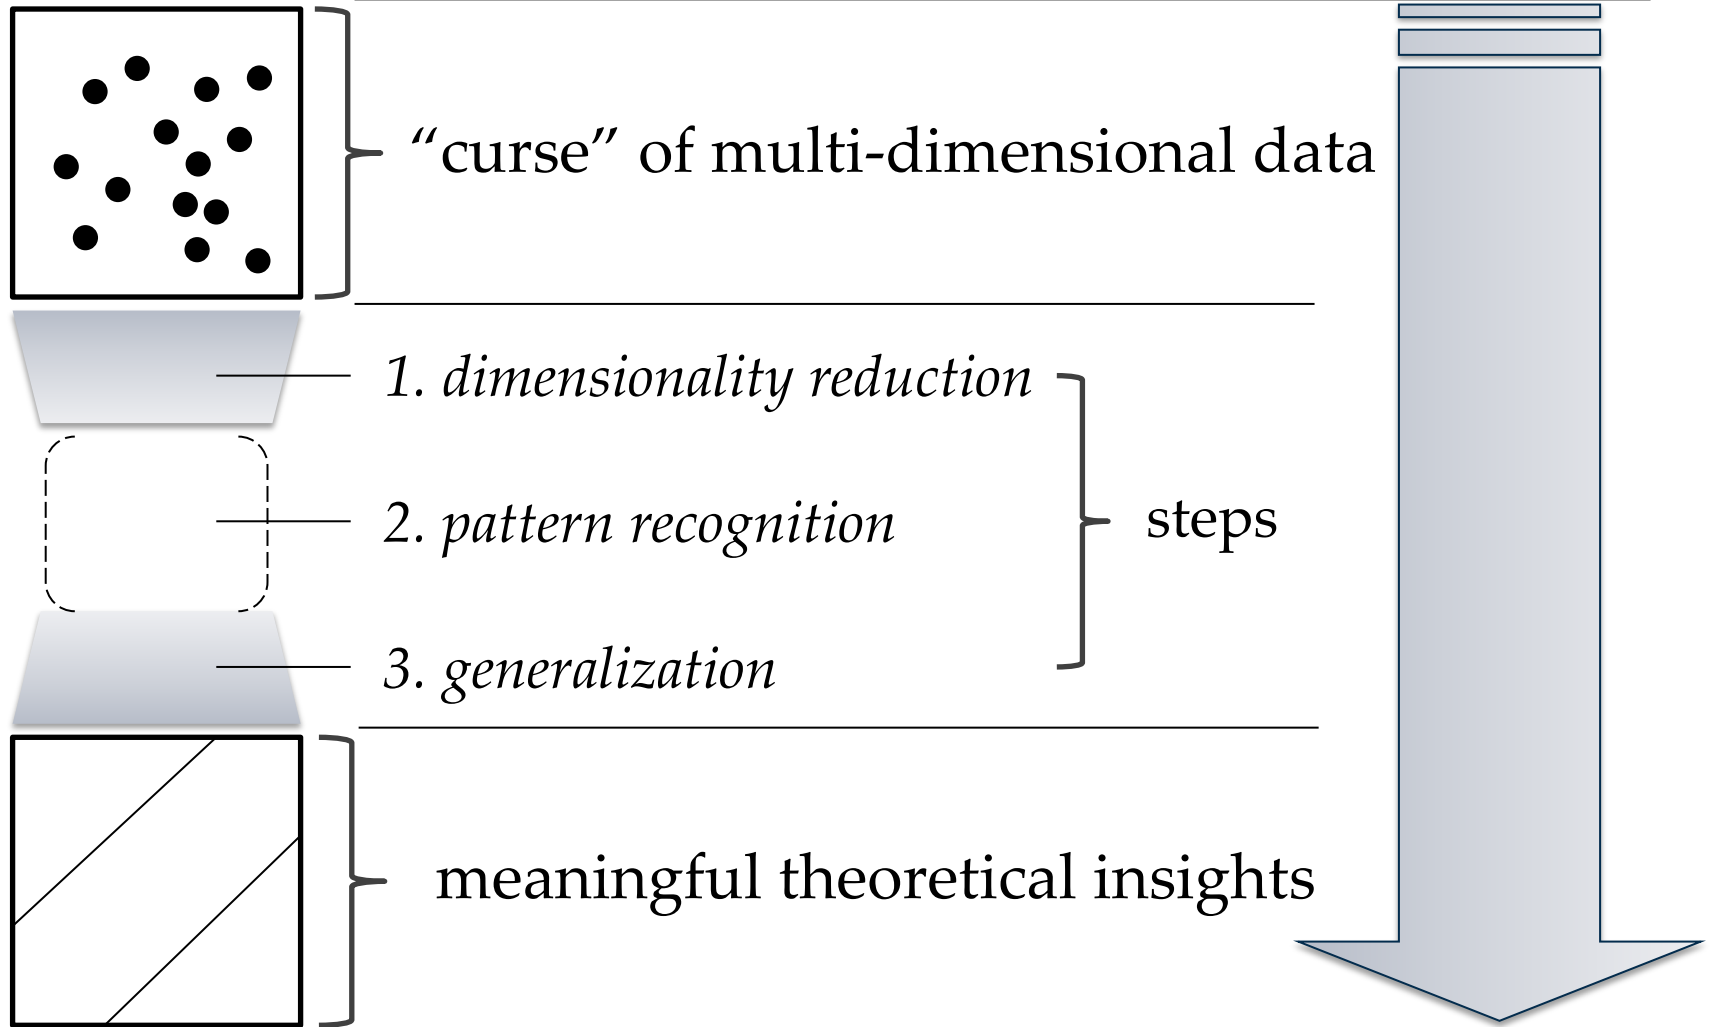 “curse” of multi-dimensional data
1. dimensionality reduction
2. pattern recognition
steps
3. generalization
meaningful theoretical insights